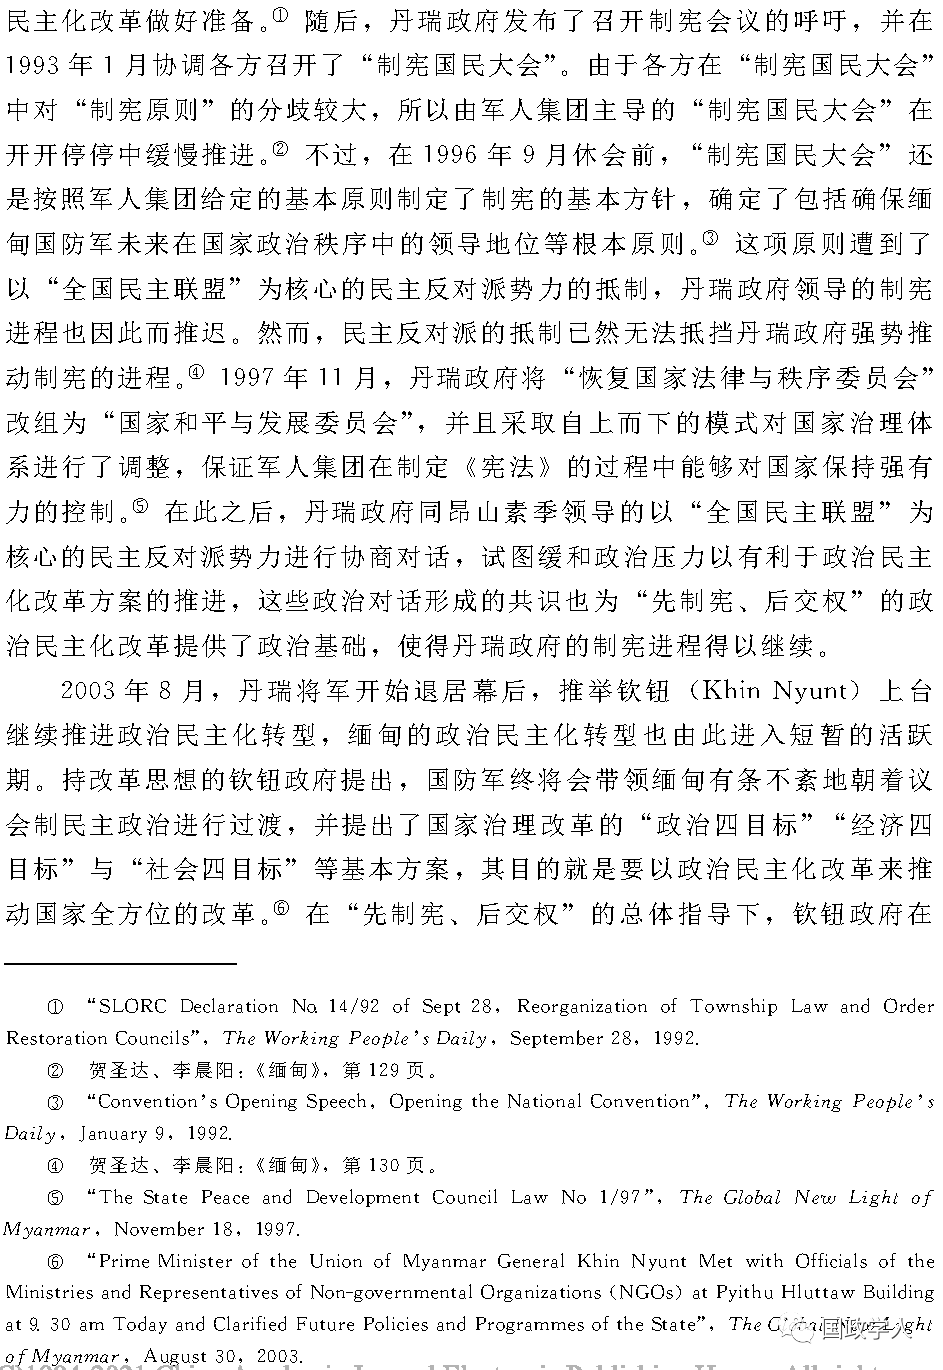 民主化改革做好准备。① 随后，丹瑞政府发布了召开制宪会议的呼吁，并在
1993 年 1 月协调各方召开了“制宪国民大会”。由于各方在“制宪国民大会”
中对“制宪原则”的分歧较大，所以由军人集团主导的“制宪国民大会”在
开开停停中缓慢推进。② 不过，在 1996 年 9 月休会前，“制宪国民大会”还
是按照军人集团给定的基本原则制定了制宪的基本方针，确定了包括确保缅
甸国防军未来在国家政治秩序中的领导地位等根本原则。③ 这项原则遭到了
以“全国民主联盟”为核心的民主反对派势力的抵制，丹瑞政府领导的制宪
进程也因此而推迟。然而，民主反对派的抵制已然无法抵挡丹瑞政府强势推
动制宪的进程。④ 1997 年 11 月，丹瑞政府将“恢复国家法律与秩序委员会”
改组为“国家和平与发展委员会”，并且采取自上而下的模式对国家治理体
系进行了调整，保证军人集团在制定《宪法》的过程中能够对国家保持强有
力的控制。⑤ 在此之后，丹瑞政府同昂山素季领导的以“全国民主联盟”为
核心的民主反对派势力进行协商对话，试图缓和政治压力以有利于政治民主
化改革方案的推进，这些政治对话形成的共识也为“先制宪、后交权”的政
治民主化改革提供了政治基础，使得丹瑞政府的制宪进程得以继续。
2003 年 8 月，丹瑞将军开始退居幕后，推举钦钮（Khin Nyunt）上台
继续推进政治民主化转型，缅甸的政治民主化转型也由此进入短暂的活跃
期。持改革思想的钦钮政府提出，国防军终将会带领缅甸有条不紊地朝着议
会制民主政治进行过渡，并提出了国家治理改革的“政治四目标”“经济四
目标”与“社会四目标”等基本方案，其目的就是要以政治民主化改革来推
动国家全方位的改革。⑥ 在“先制宪、后交权”的总体指导下，钦钮政府在
① “SLORC Declaration No. 14/92 of Sept 28, Reorganization of Township Law and Order
Restoration Councils”, The Working People's Daily, September 28, 1992.
② 贺圣达、李晨阳：《缅甸》，第 129 页。
③ “Convention's Opening Speech, Opening the National Convention”, The Working People's
Daily, January 9, 1992.
④ 贺圣达、李晨阳：《缅甸》，第 130 页。
⑤ “The State Peace and Development Council Law No 1/97”, The Global New Light of
Myanmar, November 18, 1997.
⑥ “Prime Minister of the Union of Myanmar General Khin Nyunt Met with Officials of the
Ministries and Representatives of Non-governmental Organizations (NGOs) at Pyithu Hluttaw Building
at 9. 30 am Today and Clarified Future Policies and Programmes of the State”, The Global New Light
of Myanmar, August 30, 2003.
国政学人